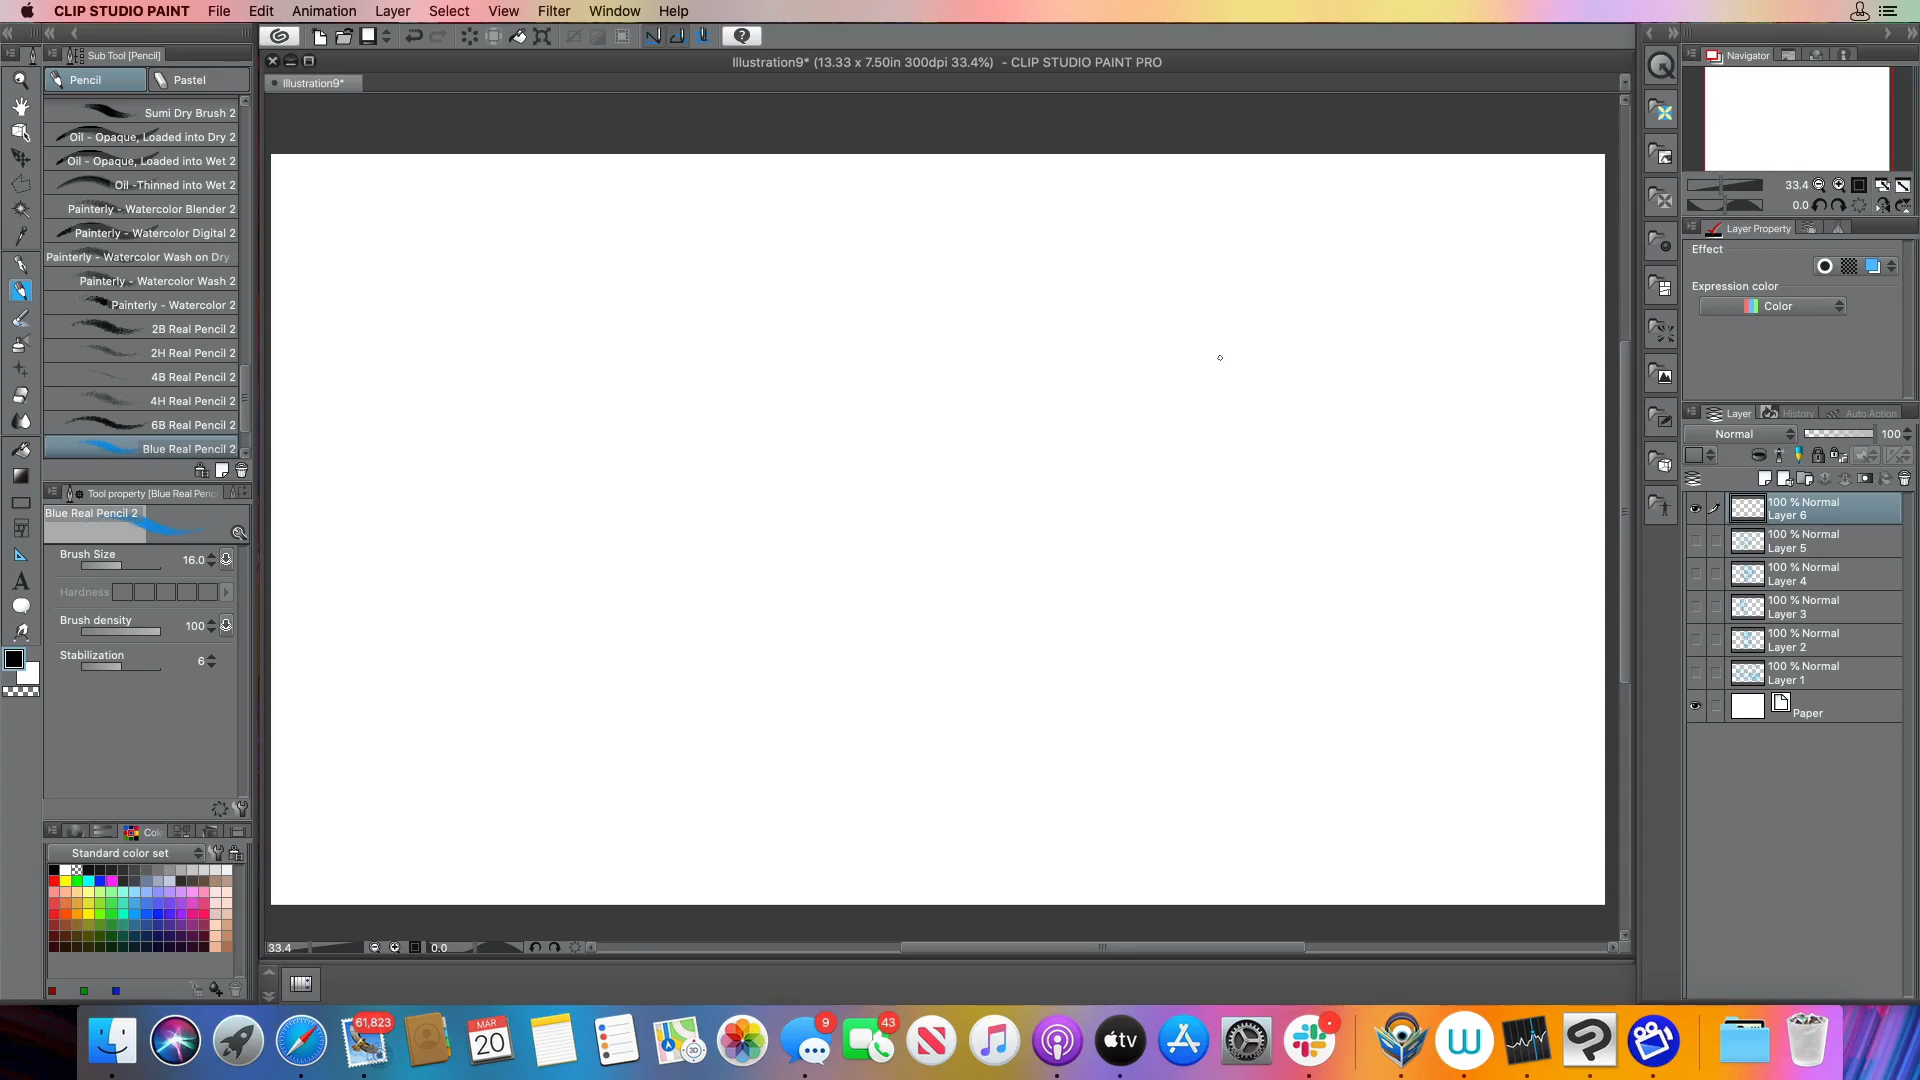 CLIP STUDIO PAINT File Edit Animation Layer Select View Filter Window Help
Sub Tool [Pencil]
Pencil Pastel
Sumi Dry Brush 2
Oil - Opaque, Loaded into Dry 2
Oil - Opaque, Loaded into Wet 2
Oil -Thinned into Wet 2
Painterly - Watercolor Blender 2
Painterly - Watercolor Digital 2
Painterly - Watercolor Wash on Dry
Painterly - Watercolor Wash 2
Painterly - Watercolor 2
2B Real Pencil 2
2H Real Pencil 2
4B Real Pencil 2
4H Real Pencil 2
6B Real Pencil 2
Blue Real Pencil 2
Tool property [Blue Real Penc
Blue Real Pencil 2
Brush Size 16.0
Hardness
Brush density 100
Stabilization 6
Col
Standard color set
Illustration9* (13.33 x 7.50in 300dpi 33.4%) - CLIP STUDIO PAINT PRO
Illustration9*
33.4 0.0
Navigator
33.4
0.0
Layer Property
Effect
Expression color
Color
Layer History Auto Action
Normal 100
100 % Normal
Layer 6
100 % Normal
Layer 5
100 % Normal
Layer 4
100 % Normal
Layer 3
100 % Normal
Layer 2
100 % Normal
Layer 1
Paper
61,823
MAR
20
3D
9
43
tv